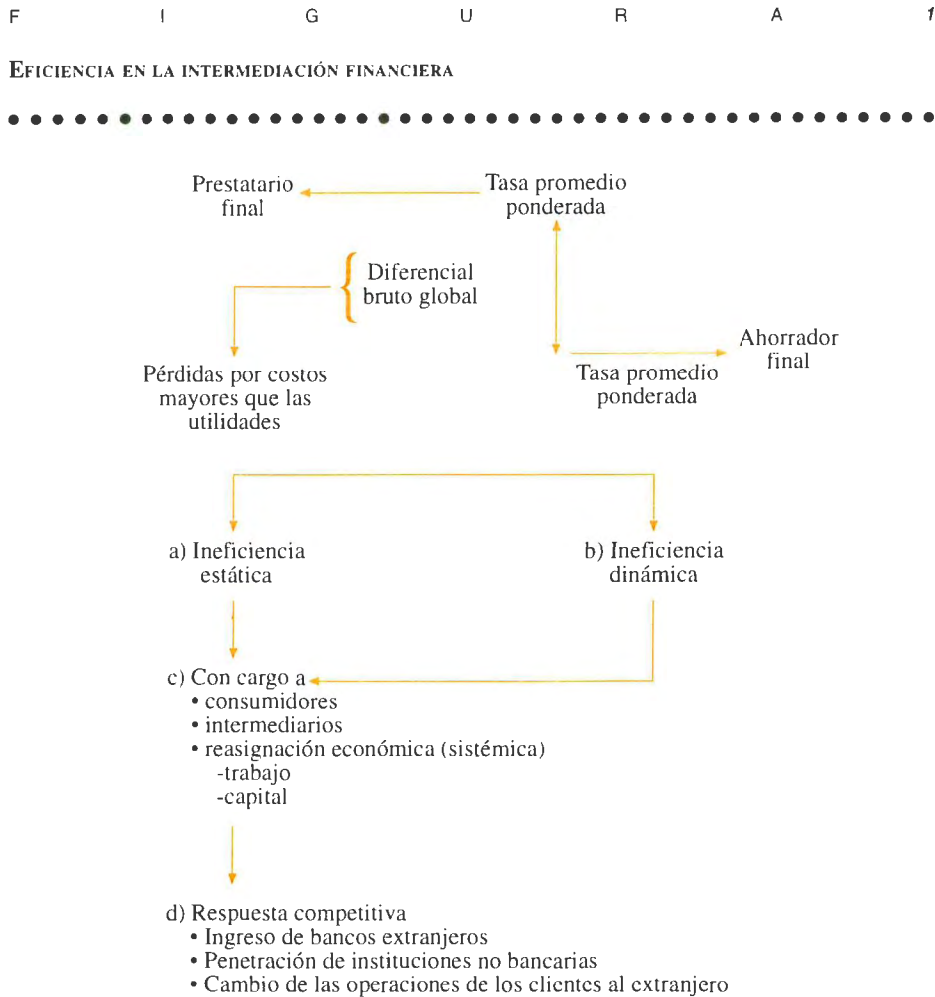 F I G U R A 1
EFICIENCIA EN LA INTERMEDIACIÓN FINANCIERA
Prestatario
final
Tasa promedio
ponderada
Diferencial
bruto global
Ahorrador
final
Pérdidas por costos
mayores que las
utilidades
Tasa promedio
ponderada
a) Ineficiencia
estática
b) Ineficiencia
dinámica
c) Con cargo a
• consumidores
• intermediarios
• reasignación económica (sistémica)
-trabajo
-capital
d) Respuesta competitiva
• Ingreso de bancos extranjeros
• Penetración de instituciones no bancarias
• Cambio de las operaciones de los clientes al extranjero